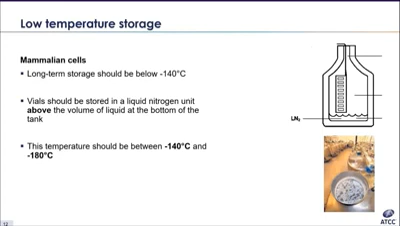 Low temperature storage
Mammalian cells
▪ Long-term storage should be below -140°C
▪ Vials should be stored in a liquid nitrogen unit
above the volume of liquid at the bottom of the
tank
▪ This temperature should be between -140°C and
-180°C
LN₂
12
ATCC